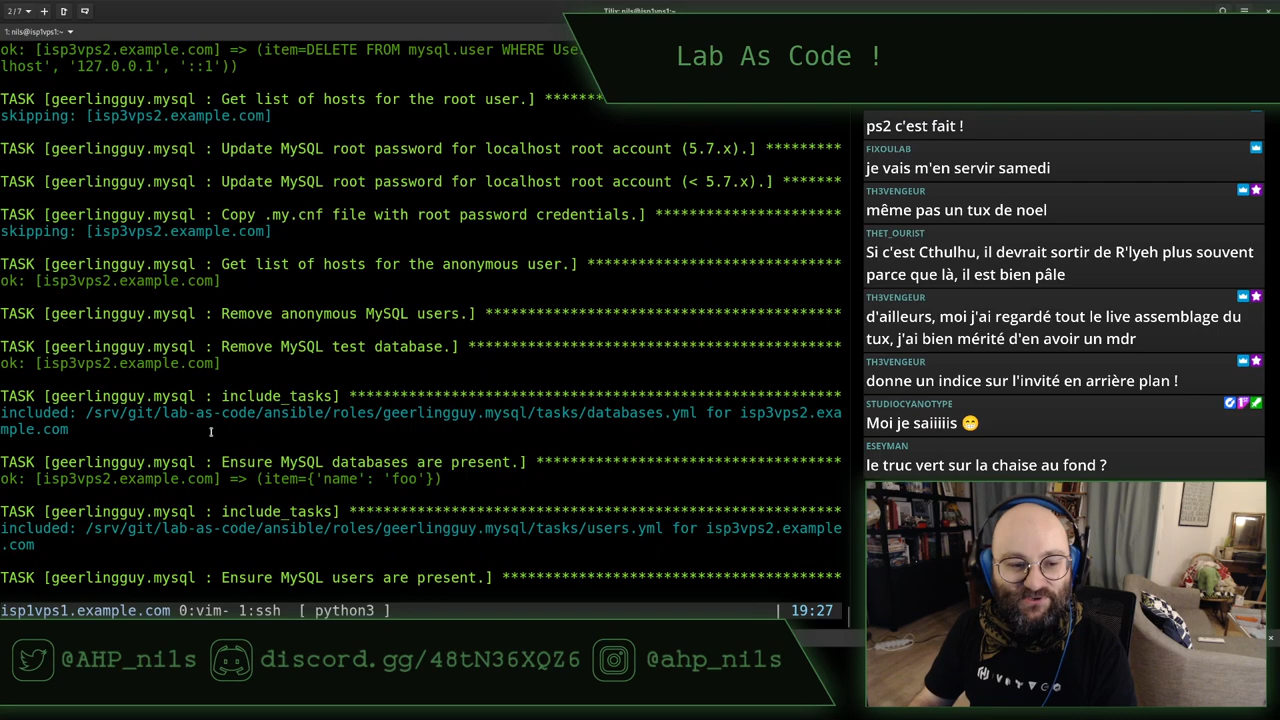 2/7
Tilix: nils@isp1vps1:~
1: nils@isp1vps1:~
ok: [isp3vps2.example.com] => (item=DELETE FROM mysql.user WHERE Use
lhost', '127.0.0.1', '::1'))
TASK [geerlingguy.mysql : Get list of hosts for the root user.] *******
skipping: [isp3vps2.example.com]
TASK [geerlingguy.mysql : Update MySQL root password for localhost root account (5.7.x).] *********
TASK [geerlingguy.mysql : Update MySQL root password for localhost root account (< 5.7.x).] *******
TASK [geerlingguy.mysql : Copy .my.cnf file with root password credentials.] **********************
skipping: [isp3vps2.example.com]
TASK [geerlingguy.mysql : Get list of hosts for the anonymous user.] ******************************
ok: [isp3vps2.example.com]
TASK [geerlingguy.mysql : Remove anonymous MySQL users.] ******************************************
TASK [geerlingguy.mysql : Remove MySQL test database.] ********************************************
ok: [isp3vps2.example.com]
TASK [geerlingguy.mysql : include_tasks] **********************************************************
included: /srv/git/lab-as-code/ansible/roles/geerlingguy.mysql/tasks/databases.yml for isp3vps2.exa
mple.com
TASK [geerlingguy.mysql : Ensure MySQL databases are present.] ************************************
ok: [isp3vps2.example.com] => (item={'name': 'foo'})
TASK [geerlingguy.mysql : include_tasks] **********************************************************
included: /srv/git/lab-as-code/ansible/roles/geerlingguy.mysql/tasks/users.yml for isp3vps2.example
.com
TASK [geerlingguy.mysql : Ensure MySQL users are present.] ****************************************
isp1vps1.example.com 0:vim- 1:ssh [ python3 ] | 19:27
Lab As Code !
ps2 c'est fait !
FIXOULAB
je vais m'en servir samedi
TH3VENGEUR
même pas un tux de noel
THET_OURIST
Si c'est Cthulhu, il devrait sortir de R'lyeh plus souvent
parce que là, il est bien pâle
TH3VENGEUR
d'ailleurs, moi j'ai regardé tout le live assemblage du
tux, j'ai bien mérité d'en avoir un mdr
TH3VENGEUR
donne un indice sur l'invité en arrière plan !
STUDIOCYANOTYPE
Moi je saiiiiis 😁
ESEYMAN
le truc vert sur la chaise au fond ?
@AHP_nils
discord.gg/48tN36XQZ6
@ahp_nils